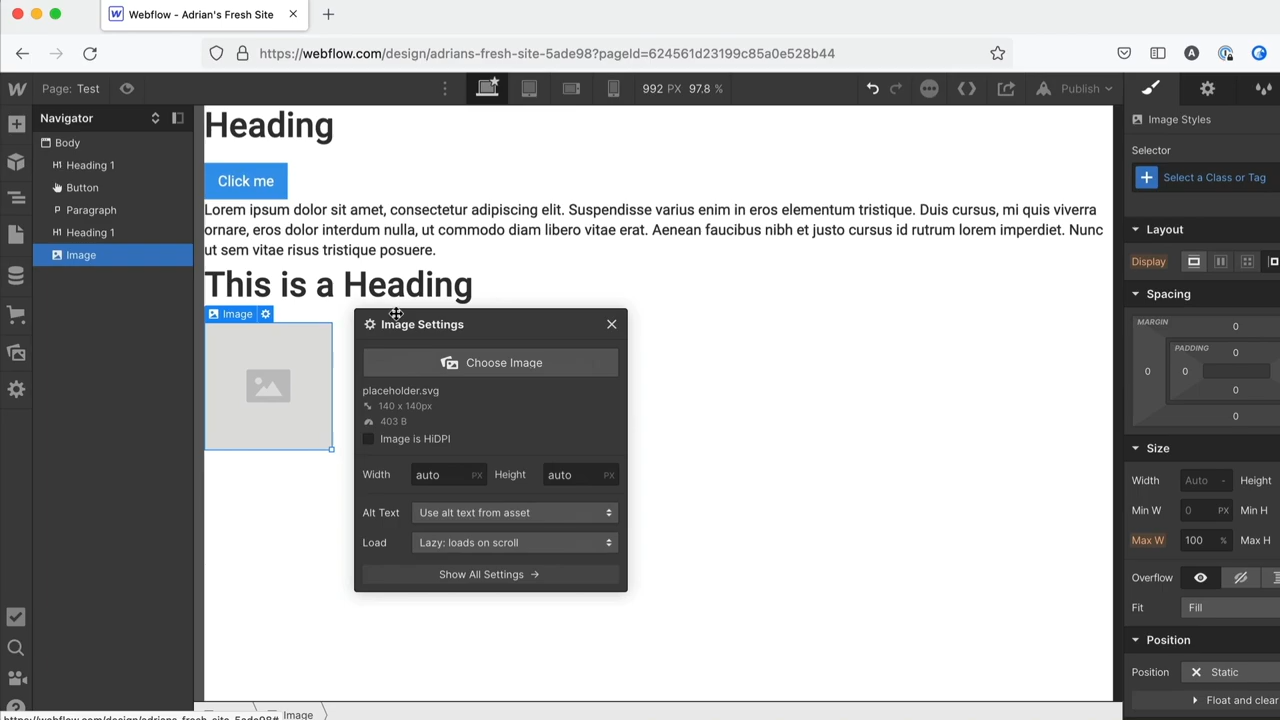 Webflow - Adrian's Fresh Site
https://webflow.com/design/adrians-fresh-site-5ade98?pageId=624561d23199c85a0e528b44
Page: Test
992 PX 97.8 %
Publish
Navigator
Body
H1 Heading 1
Button
P Paragraph
H1 Heading 1
Image
Heading
Click me
Lorem ipsum dolor sit amet, consectetur adipiscing elit. Suspendisse varius enim in eros elementum tristique. Duis cursus, mi quis viverra
ornare, eros dolor interdum nulla, ut commodo diam libero vitae erat. Aenean faucibus nibh et justo cursus id rutrum lorem imperdiet. Nunc
ut sem vitae risus tristique posuere.
This is a Heading
Image
Image Settings
Choose Image
placeholder.svg
140 x 140px
403 B
Image is HiDPI
Width auto PX Height auto PX
Alt Text Use alt text from asset
Load Lazy: loads on scroll
Show All Settings
Image Styles
Selector
Select a Class or Tag
Layout
Display
Spacing
MARGIN 0
PADDING 0
0 0
0
0
Size
Width Auto - Height
Min W 0 PX Min H
Max W 100 % Max H
Overflow
Fit Fill
Position
Position Static
Float and clear
Image